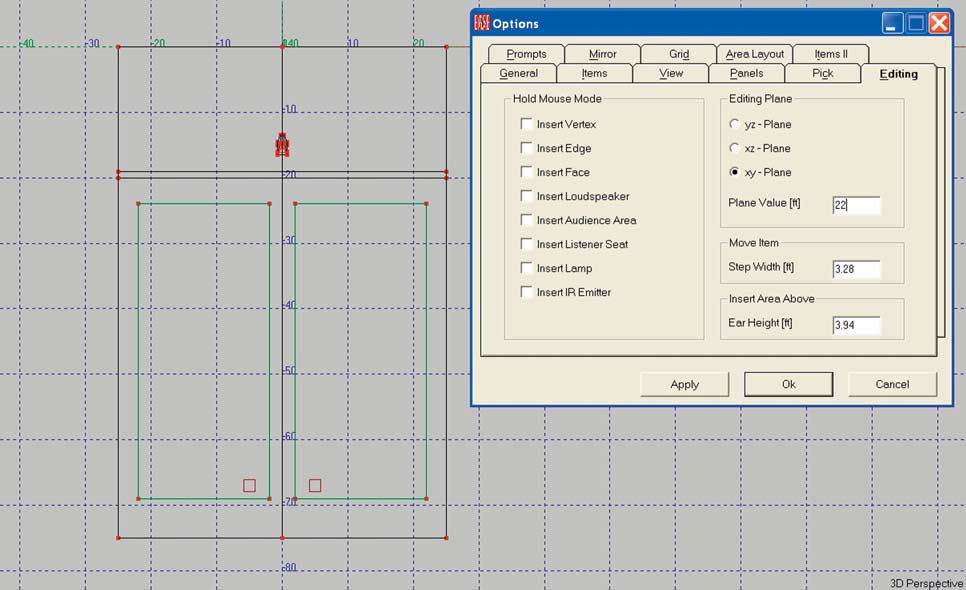 Options
Prompts Mirror Grid Area Layout Items II
General Items View Panels Pick Editing
Hold Mouse Mode
Insert Vertex
Insert Edge
Insert Face
Insert Loudspeaker
Insert Audience Area
Insert Listener Seat
Insert Lamp
Insert IR Emitter
Editing Plane
yz - Plane
xz - Plane
xy - Plane
Plane Value [ft] 22
Move Item
Step Width [ft] 3.28
Insert Area Above
Ear Height [ft] 3.94
Apply Ok Cancel
-40 -30 -20 -10 10 20
-10
-20
-30
-40
-50
-60
-70
-80
3D Perspective